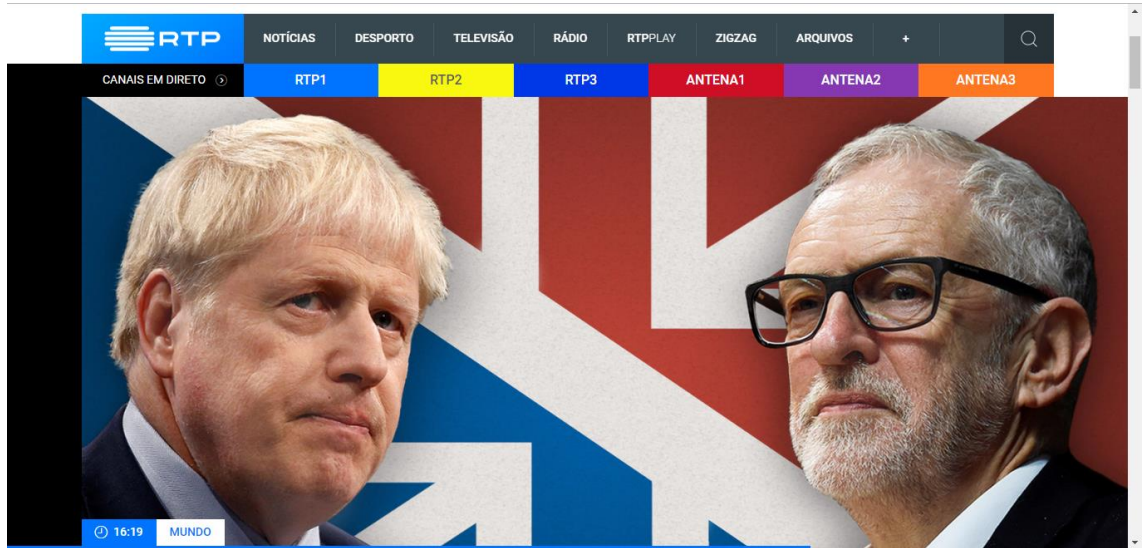 RTP NOTÍCIAS DESPORTO TELEVISÃO RÁDIO RTPPLAY ZIGZAG ARQUIVOS +
CANAIS EM DIRETO RTP1 RTP2 RTP3 ANTENA1 ANTENA2 ANTENA3
16:19 MUNDO